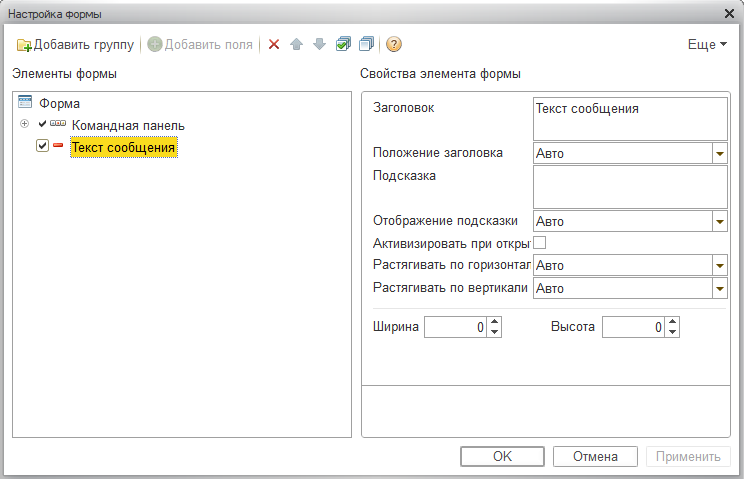 Настройка формы
Добавить группу Добавить поля ? Еще
Элементы формы Свойства элемента формы
Форма
Командная панель
Текст сообщения
Заголовок Текст сообщения
Положение заголовка Авто
Подсказка
Отображение подсказки Авто
Активизировать при откры
Растягивать по горизонтал Авто
Растягивать по вертикали Авто
Ширина 0 Высота 0
OK Отмена Применить